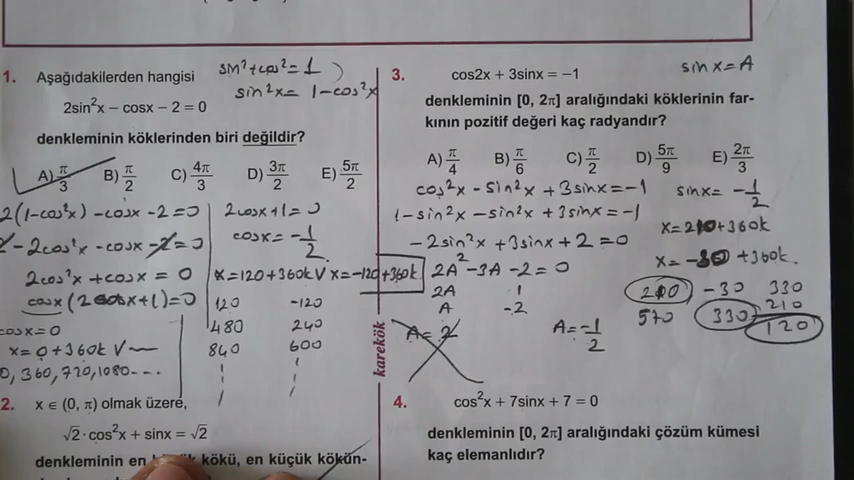 1. Aşağıdakilerden hangisi
sin²+cos²=1
sin²x = 1-cos²x
2sin²x – cosx – 2 = 0
denkleminin köklerinden biri değildir?
A) π/3 B) π/2 C) 4π/3 D) 3π/2 E) 5π/2
2(1-cos²x) -cosx -2=0
2-2cos²x -cosx -2=0
2cos²x +cosx = 0
cosx (2cosx+1)=0
cosx=0
x=0+360k V
0, 360, 720, 1080---
2cosx+1=0
cosx=-1/2
x=120+360k V x=-120+360k
120 -120
480 240
840 600
2. x ∈ (0, π) olmak üzere,
√2·cos²x + sinx = √2
denkleminin en kökü, en küçük kökün-
karekök
3. cos2x + 3sinx = –1
sinx=A
denkleminin [0, 2π] aralığındaki köklerinin far-
kının pozitif değeri kaç radyandır?
A) π/4 B) π/6 C) π/2 D) 5π/9 E) 2π/3
cos²x - sin²x +3sinx=-1
1-sin²x -sin²x +3sinx=-1
-2sin²x +3sinx +2 =0
2A²-3A -2=0
2A 1
A -2
A=2
A=-1/2
sinx= -1/2
x=210+360k
x=-30+360k.
210 -30 330
570 330 210
120
4. cos²x + 7sinx + 7 = 0
denkleminin [0, 2π] aralığındaki çözüm kümesi
kaç elemanlıdır?